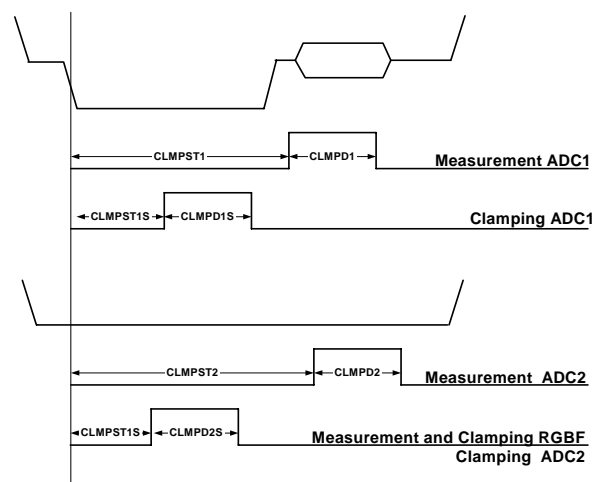 CLMPST1 CLMPD1 Measurement ADC1
CLMPST1S CLMPD1S Clamping ADC1
CLMPST2 CLMPD2 Measurement ADC2
CLMPST1S CLMPD2S Measurement and Clamping RGBF
Clamping ADC2